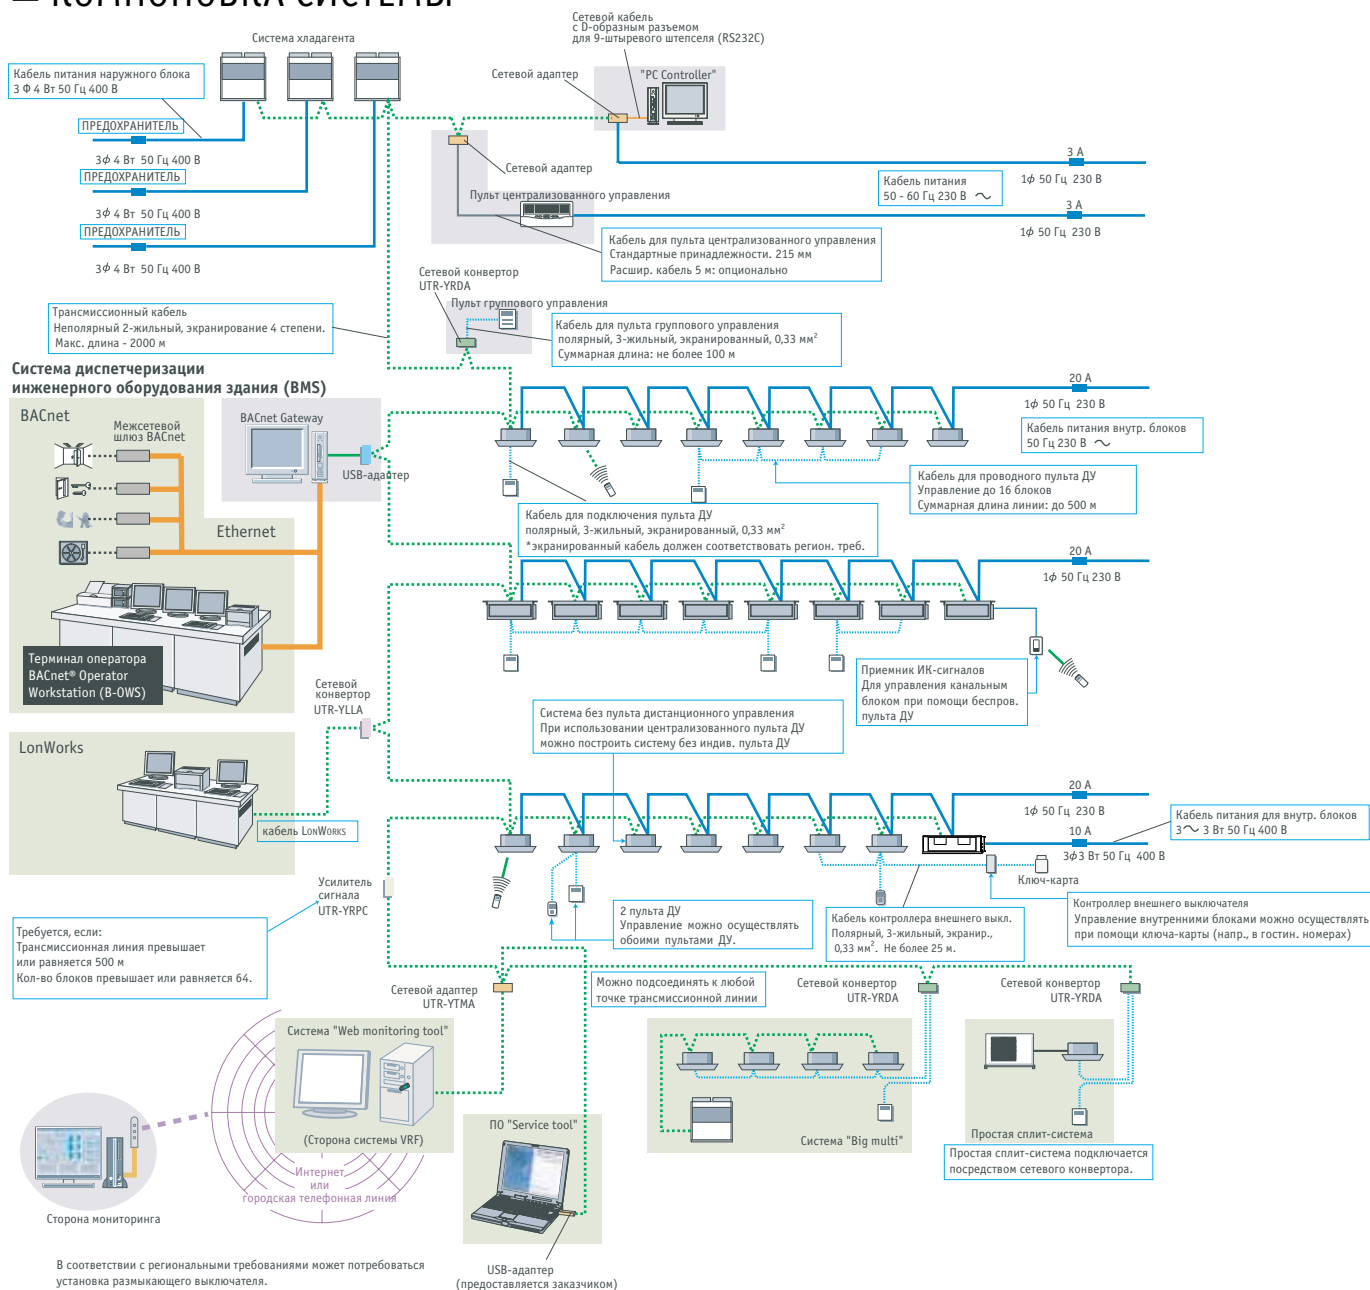 КОМПОНОВКА СИСТЕМЫ
Система хладагента
Сетевой кабель
с D-образным разъемом
для 9-штыревого штепселя (RS232C)
Кабель питания наружного блока
3 Ф 4 Вт 50 Гц 400 В
Сетевой адаптер
"PC Controller"
ПРЕДОХРАНИТЕЛЬ
3ф 4 Вт 50 Гц 400 В
ПРЕДОХРАНИТЕЛЬ
3ф 4 Вт 50 Гц 400 В
ПРЕДОХРАНИТЕЛЬ
3ф 4 Вт 50 Гц 400 В
Сетевой адаптер
3 А
1ф 50 Гц 230 В
Кабель питания
50 - 60 Гц 230 В ~
Пульт централизованного управления
3 А
1ф 50 Гц 230 В
Кабель для пульта централизованного управления
Стандартные принадлежности. 215 мм
Расшир. кабель 5 м: опционально
Сетевой конвертор
UTR-YRDA
Пульт группового управления
Трансмиссионный кабель
Неполярный 2-жильный, экранирование 4 степени.
Макс. длина - 2000 м
Кабель для пульта группового управления
полярный, 3-жильный, экранированный, 0,33 мм²
Суммарная длина: не более 100 м
Система диспетчеризации
инженерного оборудования здания (BMS)
BACnet
Межсетевой
шлюз BACnet
BACnet Gateway
USB-адаптер
Ethernet
20 А
1ф 50 Гц 230 В
Кабель питания внутр. блоков
50 Гц 230 В ~
Кабель для проводного пульта ДУ
Управление до 16 блоков
Суммарная длина линии: до 500 м
Кабель для подключения пульта ДУ
полярный, 3-жильный, экранированный, 0,33 мм²
*экранированный кабель должен соответствовать регион. треб.
20 А
1ф 50 Гц 230 В
Терминал оператора
BACnet® Operator
Workstation (B-OWS)
Сетевой
конвертор
UTR-YLLA
Приемник ИК-сигналов
Для управления канальным
блоком при помощи беспров.
пульта ДУ
Система без пульта дистанционного управления
При использовании централизованного пульта ДУ
можно построить систему без индив. пульта ДУ
LonWorks
кабель LONWORKS
20 А
1ф 50 Гц 230 В
10 А
3ф3 Вт 50 Гц 400 В
Кабель питания для внутр. блоков
3~ 3 Вт 50 Гц 400 В
Ключ-карта
Усилитель
сигнала
UTR-YRPC
Требуется, если:
Трансмиссионная линия превышает
или равняется 500 м
Кол-во блоков превышает или равняется 64.
2 пульта ДУ
Управление можно осуществлять
обоими пультами ДУ.
Кабель контроллера внешнего выкл.
Полярный, 3-жильный, экранир.,
0,33 мм². Не более 25 м.
Контроллер внешнего выключателя
Управление внутренними блоками можно осуществлять
при помощи ключа-карты (напр., в гостин. номерах)
Сетевой адаптер
UTR-YTMA
Можно подсоединять к любой
точке трансмиссионной линии
Сетевой конвертор
UTR-YRDA
Сетевой конвертор
UTR-YRDA
Система "Web monitoring tool"
(Сторона системы VRF)
Интернет
или
городская телефонная линия
Сторона мониторинга
ПО "Service tool"
Система "Big multi"
Простая сплит-система
Простая сплит-система подключается
посредством сетевого конвертора.
USB-адаптер
(предоставляется заказчиком)
В соответствии с региональными требованиями может потребоваться
установка размыкающего выключателя.